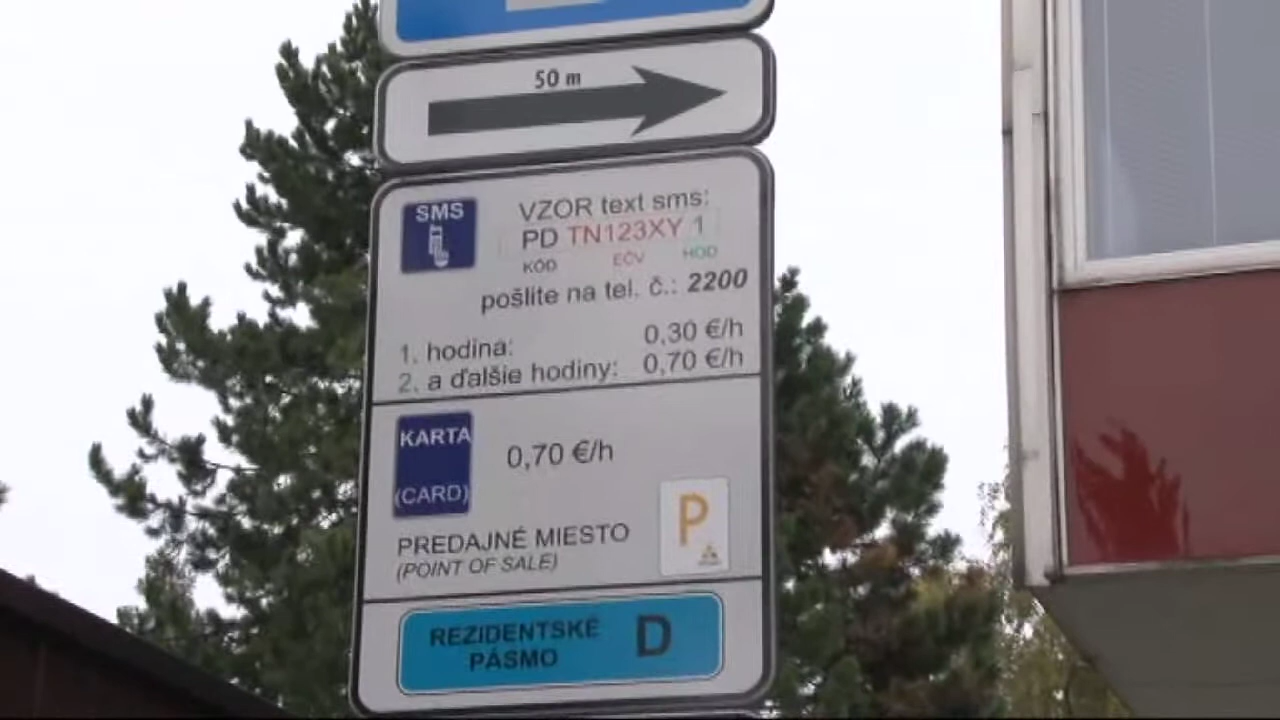 50 m
SMS
VZOR text sms:
PD TN123XY 1
KÓD EČV HOD
pošlite na tel. č.: 2200
1. hodina: 0,30 €/h
2. a ďalšie hodiny: 0,70 €/h
KARTA
(CARD)
0,70 €/h
PREDAJNÉ MIESTO
(POINT OF SALE)
P
REZIDENTSKÉ
PÁSMO
D